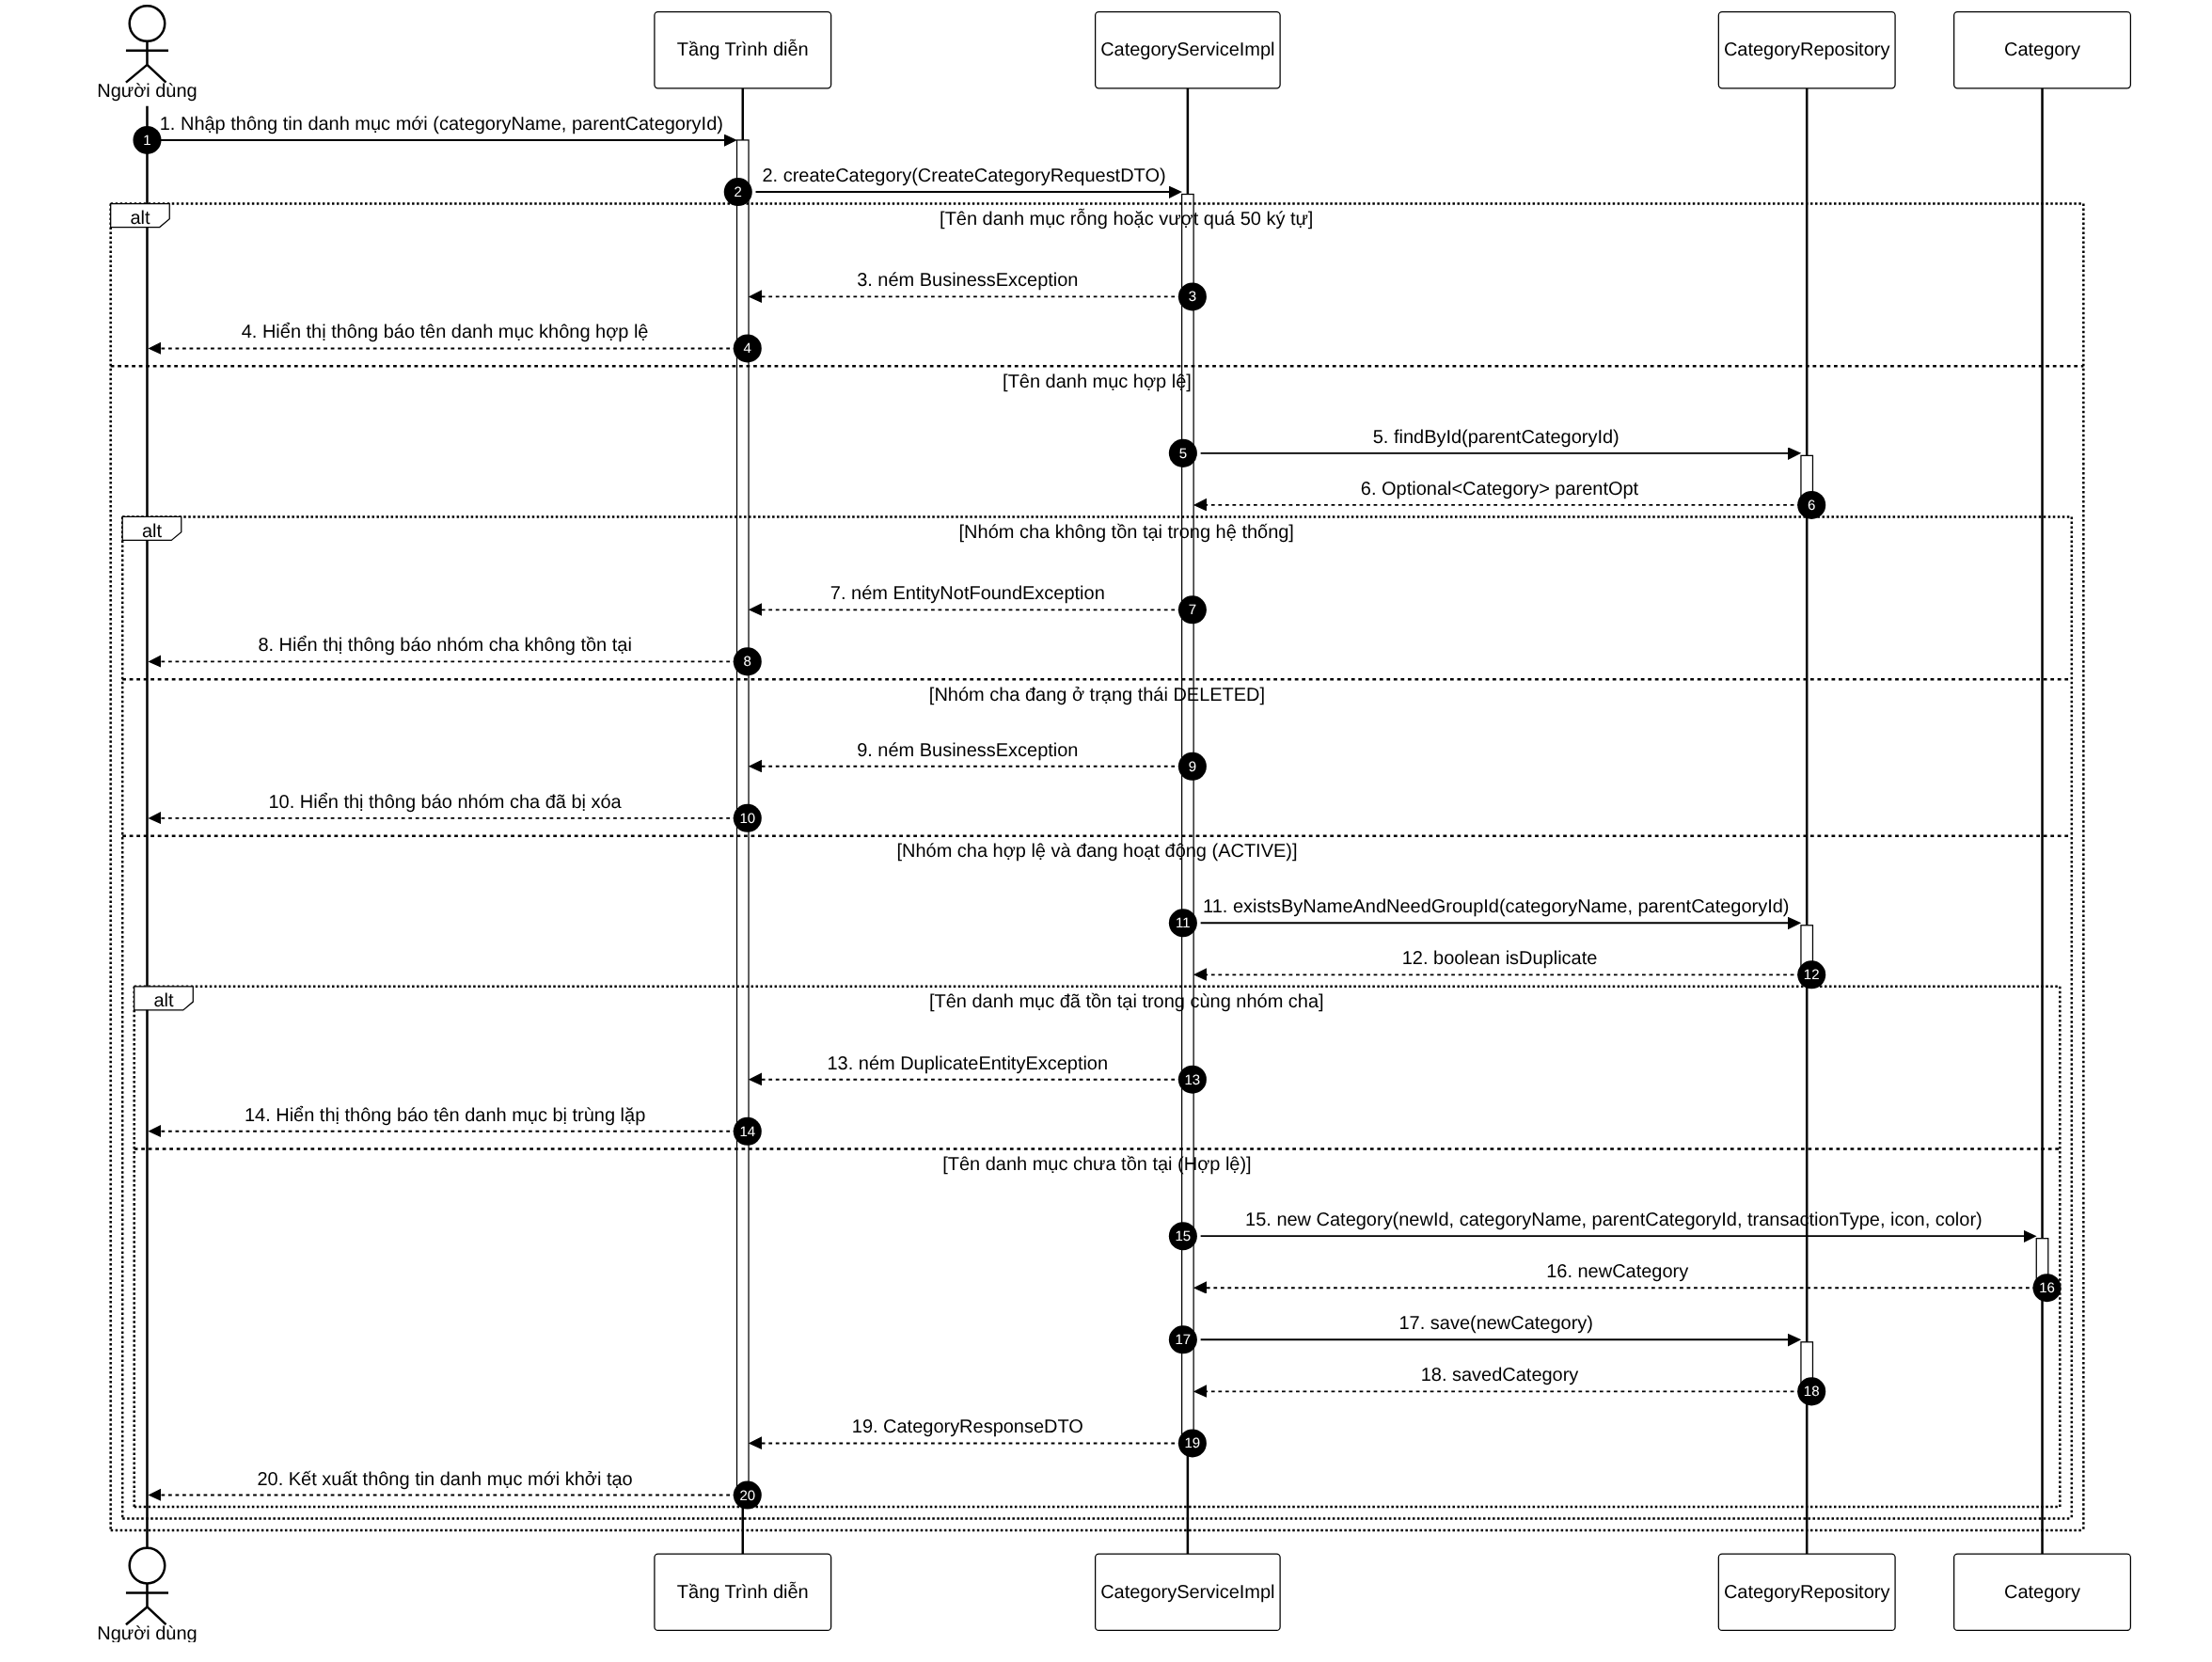 Người dùng
Tầng Trình diễn
CategoryServiceImpl
CategoryRepository
Category
1. Nhập thông tin danh mục mới (categoryName, parentCategoryId)
1
2. createCategory(CreateCategoryRequestDTO)
2
alt
[Tên danh mục rỗng hoặc vượt quá 50 ký tự]
3. ném BusinessException
3
4. Hiển thị thông báo tên danh mục không hợp lệ
4
[Tên danh mục hợp lệ]
5. findById(parentCategoryId)
5
6. Optional<Category> parentOpt
6
alt
[Nhóm cha không tồn tại trong hệ thống]
7. ném EntityNotFoundException
7
8. Hiển thị thông báo nhóm cha không tồn tại
8
[Nhóm cha đang ở trạng thái DELETED]
9. ném BusinessException
9
10. Hiển thị thông báo nhóm cha đã bị xóa
10
[Nhóm cha hợp lệ và đang hoạt động (ACTIVE)]
11. existsByNameAndNeedGroupId(categoryName, parentCategoryId)
11
12. boolean isDuplicate
12
alt
[Tên danh mục đã tồn tại trong cùng nhóm cha]
13. ném DuplicateEntityException
13
14. Hiển thị thông báo tên danh mục bị trùng lặp
14
[Tên danh mục chưa tồn tại (Hợp lệ)]
15. new Category(newId, categoryName, parentCategoryId, transactionType, icon, color)
15
16. newCategory
16
17. save(newCategory)
17
18. savedCategory
18
19. CategoryResponseDTO
19
20. Kết xuất thông tin danh mục mới khởi tạo
20
Người dùng
Tầng Trình diễn
CategoryServiceImpl
CategoryRepository
Category